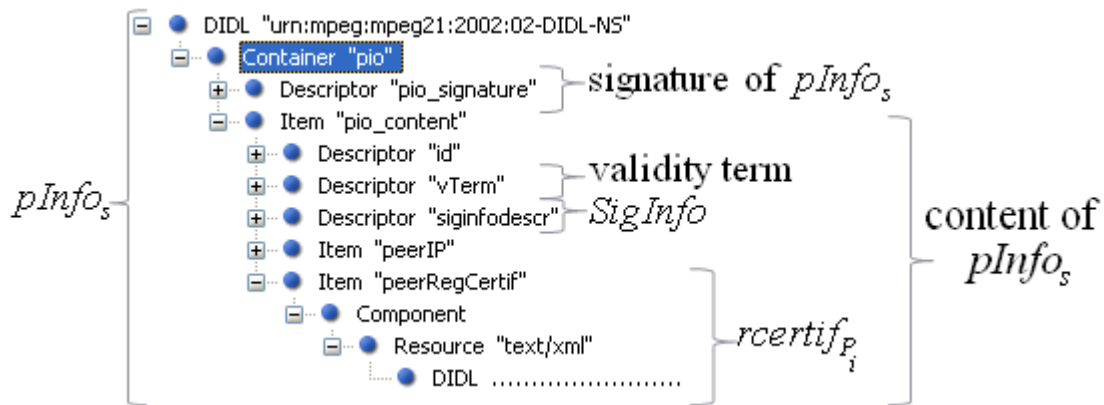 DIDL "urn:mpeg:mpeg21:2002:02-DIDL-NS"
Container "pio"
Descriptor "pio_signature"
signature of pInfos
Item "pio_content"
Descriptor "id"
Descriptor "vTerm"
validity term
Descriptor "siginfodescr"
SigInfo
Item "peerIP"
Item "peerRegCertif"
Component
Resource "text/xml"
DIDL ........................
rcertifPi
pInfos
content of
pInfos